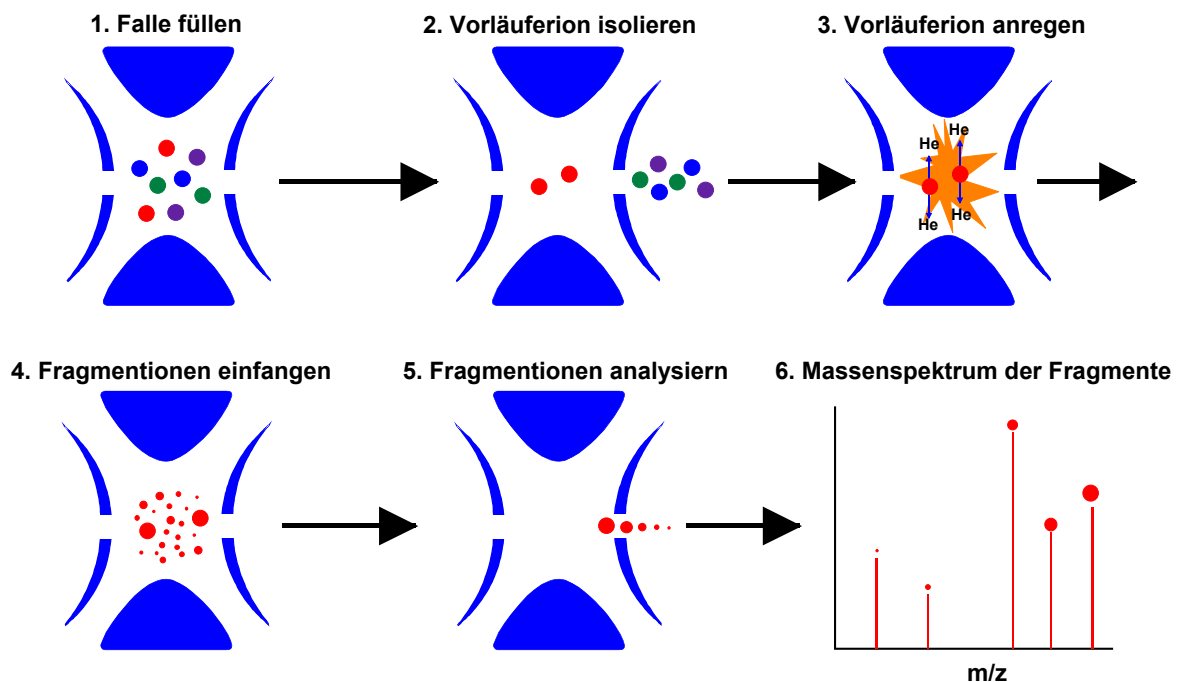 1. Falle füllen
2. Vorläuferion isolieren
3. Vorläuferion anregen
He
He
He
He
4. Fragmentionen einfangen
5. Fragmentionen analysiern
6. Massenspektrum der Fragmente
m/z